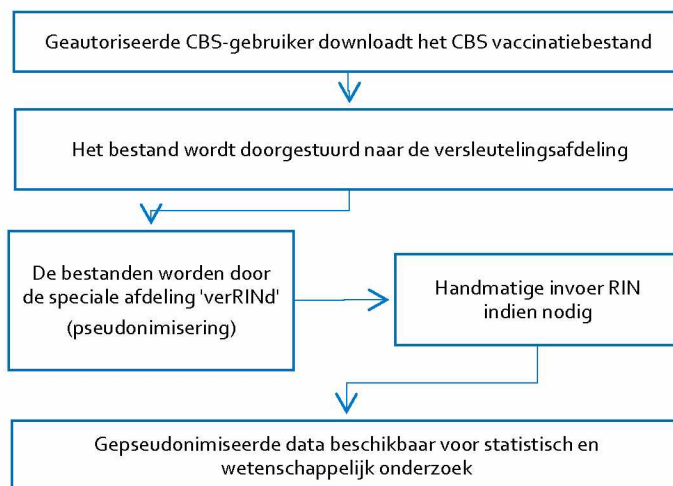 Geautoriseerde CBS-gebruiker downloadt het CBS vaccinatiebestand
Het bestand wordt doorgestuurd naar de versleutelingsafdeling
De bestanden worden door
de speciale afdeling 'verRINd'
(pseudonimisering)
Handmatige invoer RIN
indien nodig
Gepseudonimiseerde data beschikbaar voor statistisch en
wetenschappelijk onderzoek